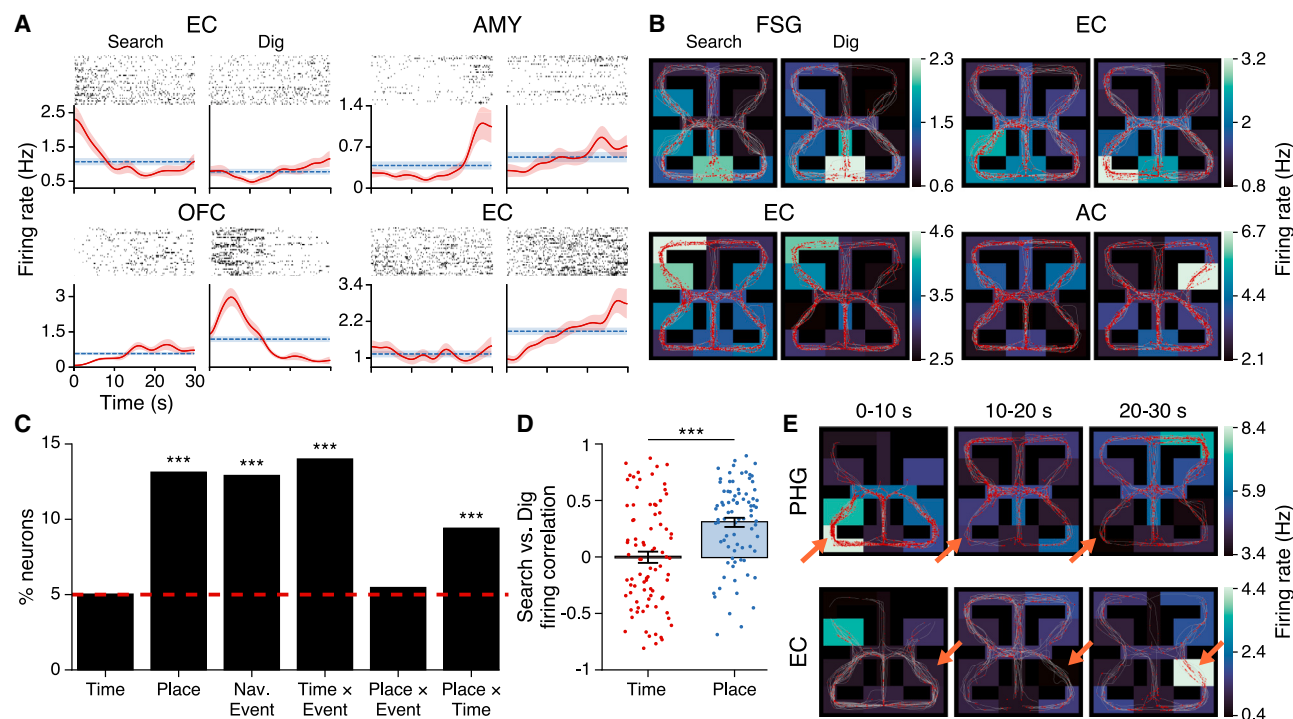 A
EC
AMY
Search
Dig
2.5
1.5
0.5
1.4
0.7
0
Firing rate (Hz)
OFC
EC
3
1.5
0
3.4
2.2
1
0
10
20
30
Time (s)
B
FSG
EC
Search
Dig
2.3
1.5
0.6
3.2
2
0.8
EC
AC
4.6
3.5
2.5
6.7
4.4
2.1
Firing rate (Hz)
C
% neurons
15
10
5
0
***
***
***
***
Time
Place
Nav. Event
Time × Event
Place × Event
Place × Time
D
Search vs. Dig
firing correlation
1
0.5
0
-0.5
-1
***
Time
Place
E
0-10 s
10-20 s
20-30 s
PHG
8.4
5.9
3.4
EC
4.4
2.4
0.4
Firing rate (Hz)